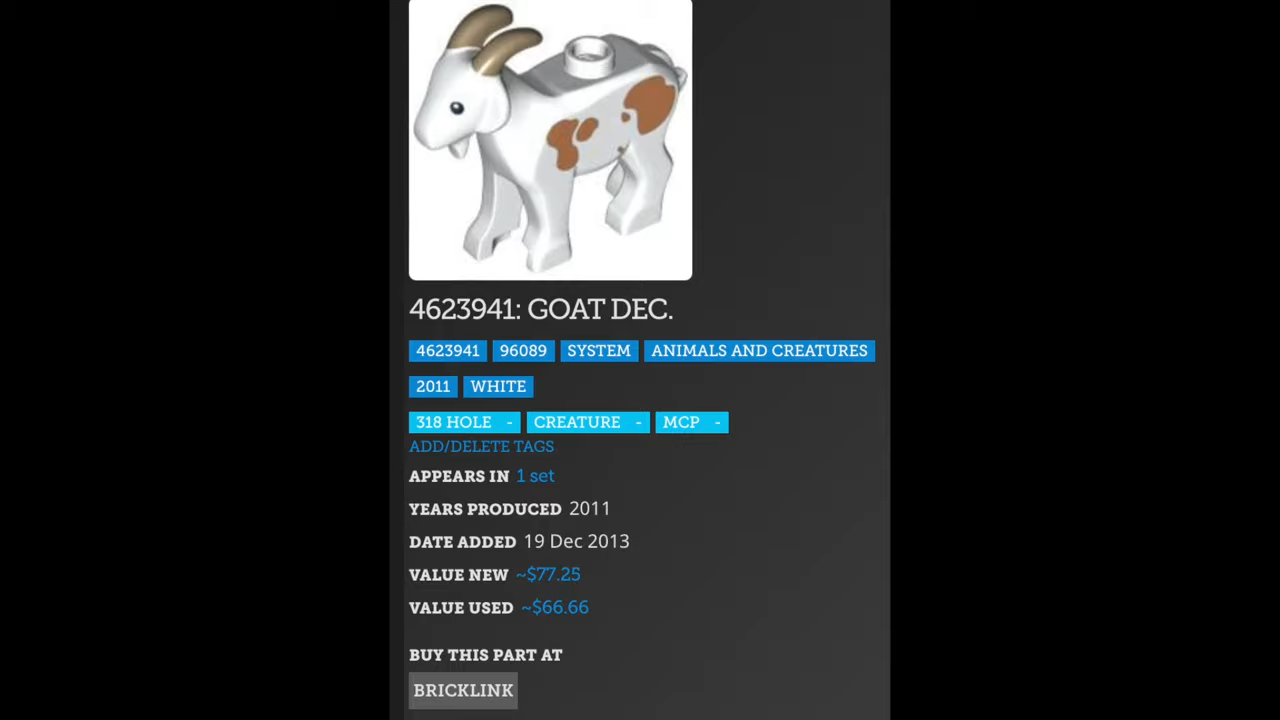 4623941: GOAT DEC.
4623941 96089 SYSTEM ANIMALS AND CREATURES
2011 WHITE
318 HOLE - CREATURE - MCP -
ADD/DELETE TAGS
APPEARS IN 1 set
YEARS PRODUCED 2011
DATE ADDED 19 Dec 2013
VALUE NEW ~$77.25
VALUE USED ~$66.66
BUY THIS PART AT
BRICKLINK